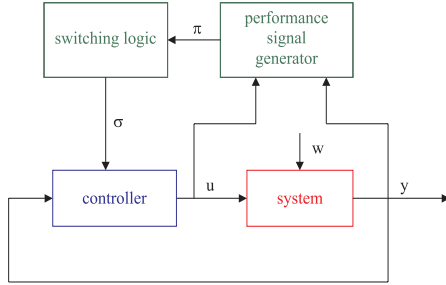 performance
switching logic
π
signal
generator
σ
w
controller
u
system
y